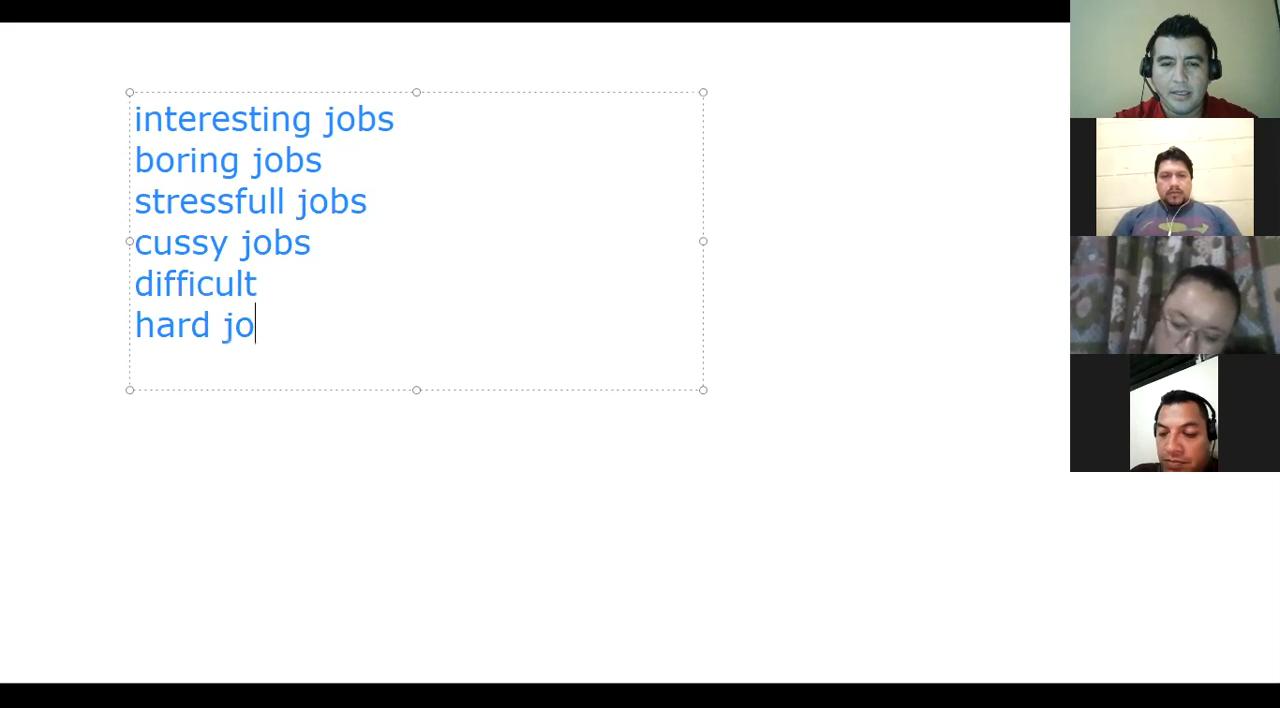 interesting jobs
boring jobs
stressfull jobs
cussy jobs
difficult
hard jo